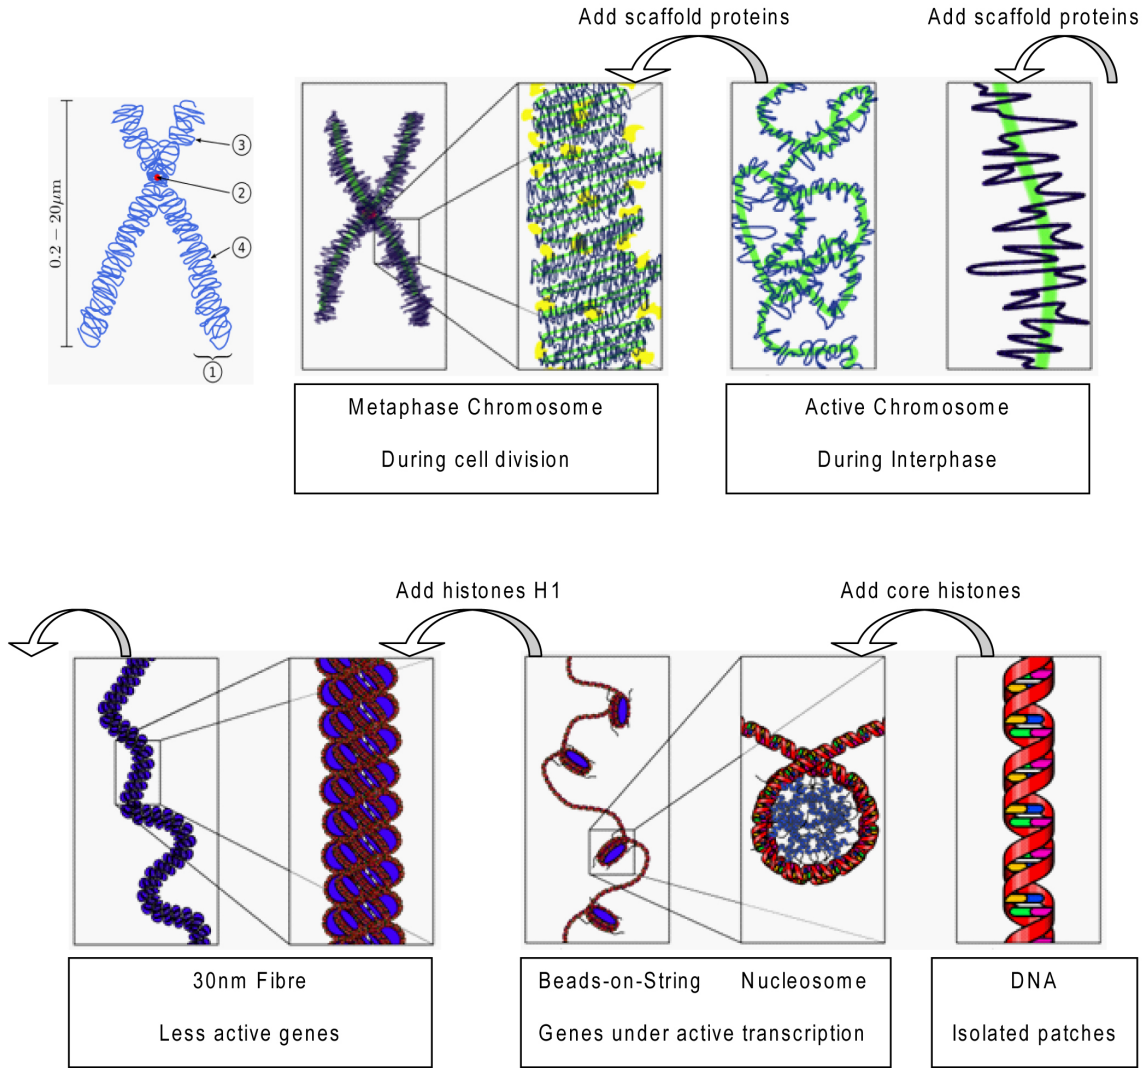 Add scaffold proteins
Add scaffold proteins
0.2 – 20μm
3
2
4
1
Metaphase Chromosome
During cell division
Active Chromosome
During Interphase
Add histones H1
Add core histones
30nm Fibre
Less active genes
Beads-on-String Nucleosome
Genes under active transcription
DNA
Isolated patches